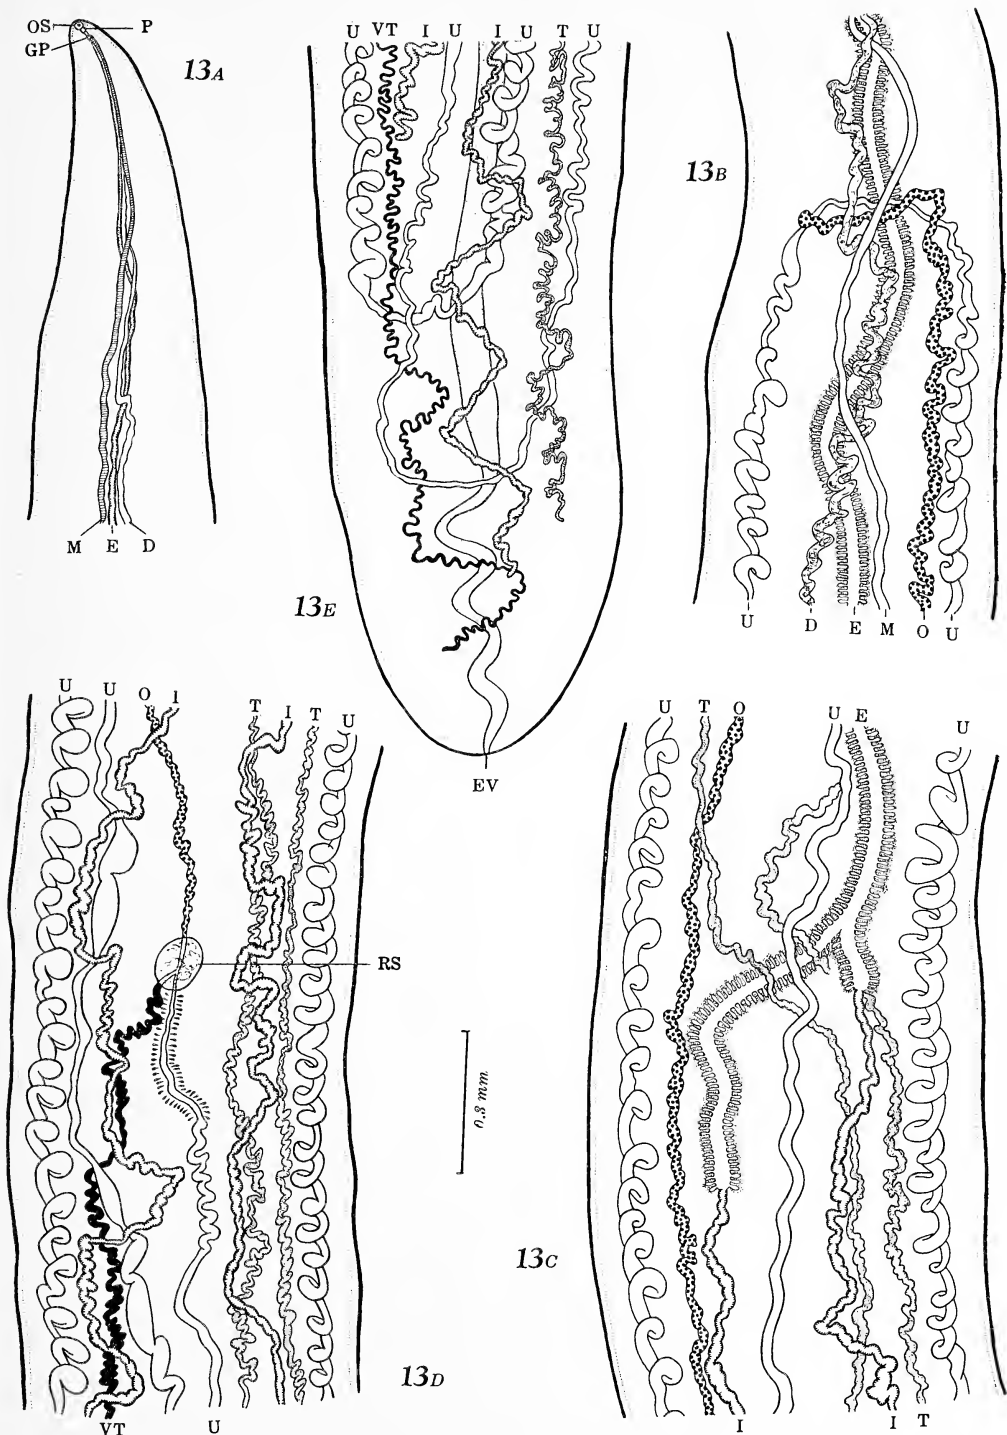 OS P
GP
13A
M E D
U VT I U I U T U
13E
EV
13B
U D E M O U
U U O I T I T U
RS
0.3 mm
13D
VT U
U T O U E U
13C
I I T